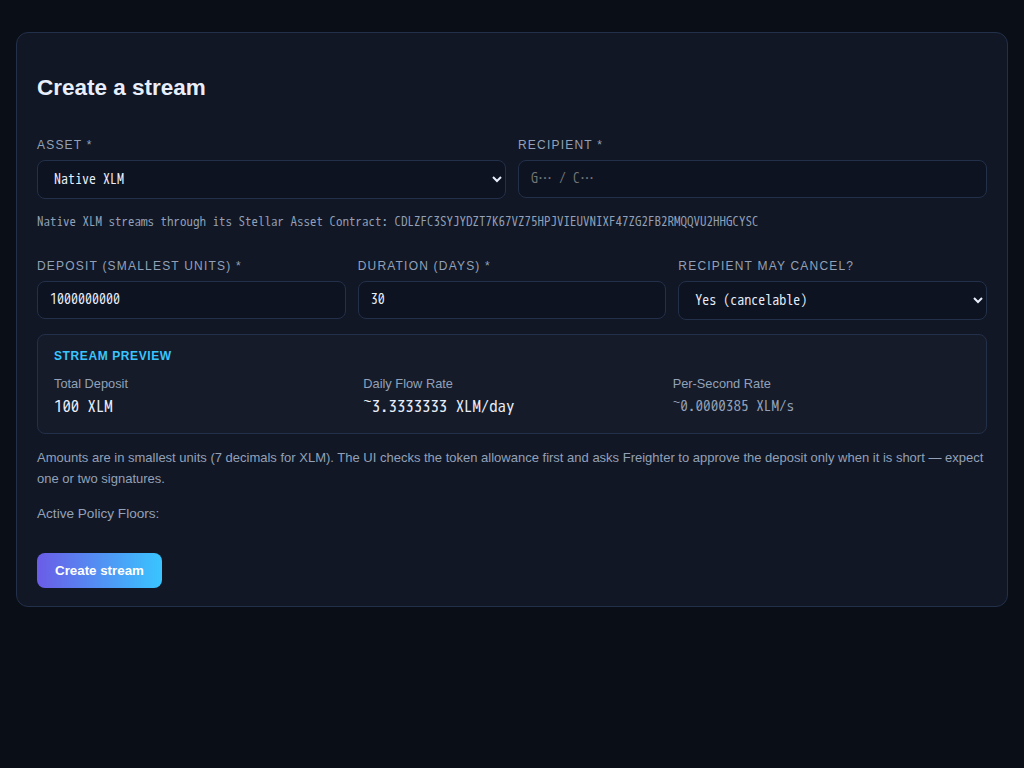 Create a stream
ASSET *
RECIPIENT *
Native XLM
G… / C…
Native XLM streams through its Stellar Asset Contract: CDLZFC3SYJYDZT7K67VZ75HPJVIEUVNIXF47ZG2FB2RMQQVU2HHGCYSC
DEPOSIT (SMALLEST UNITS) *
DURATION (DAYS) *
RECIPIENT MAY CANCEL?
1000000000
30
Yes (cancelable)
STREAM PREVIEW
Total Deposit
Daily Flow Rate
Per-Second Rate
100 XLM
~3.3333333 XLM/day
~0.0000385 XLM/s
Amounts are in smallest units (7 decimals for XLM). The UI checks the token allowance first and asks Freighter to approve the deposit only when it is short — expect
one or two signatures.
Active Policy Floors:
Create stream